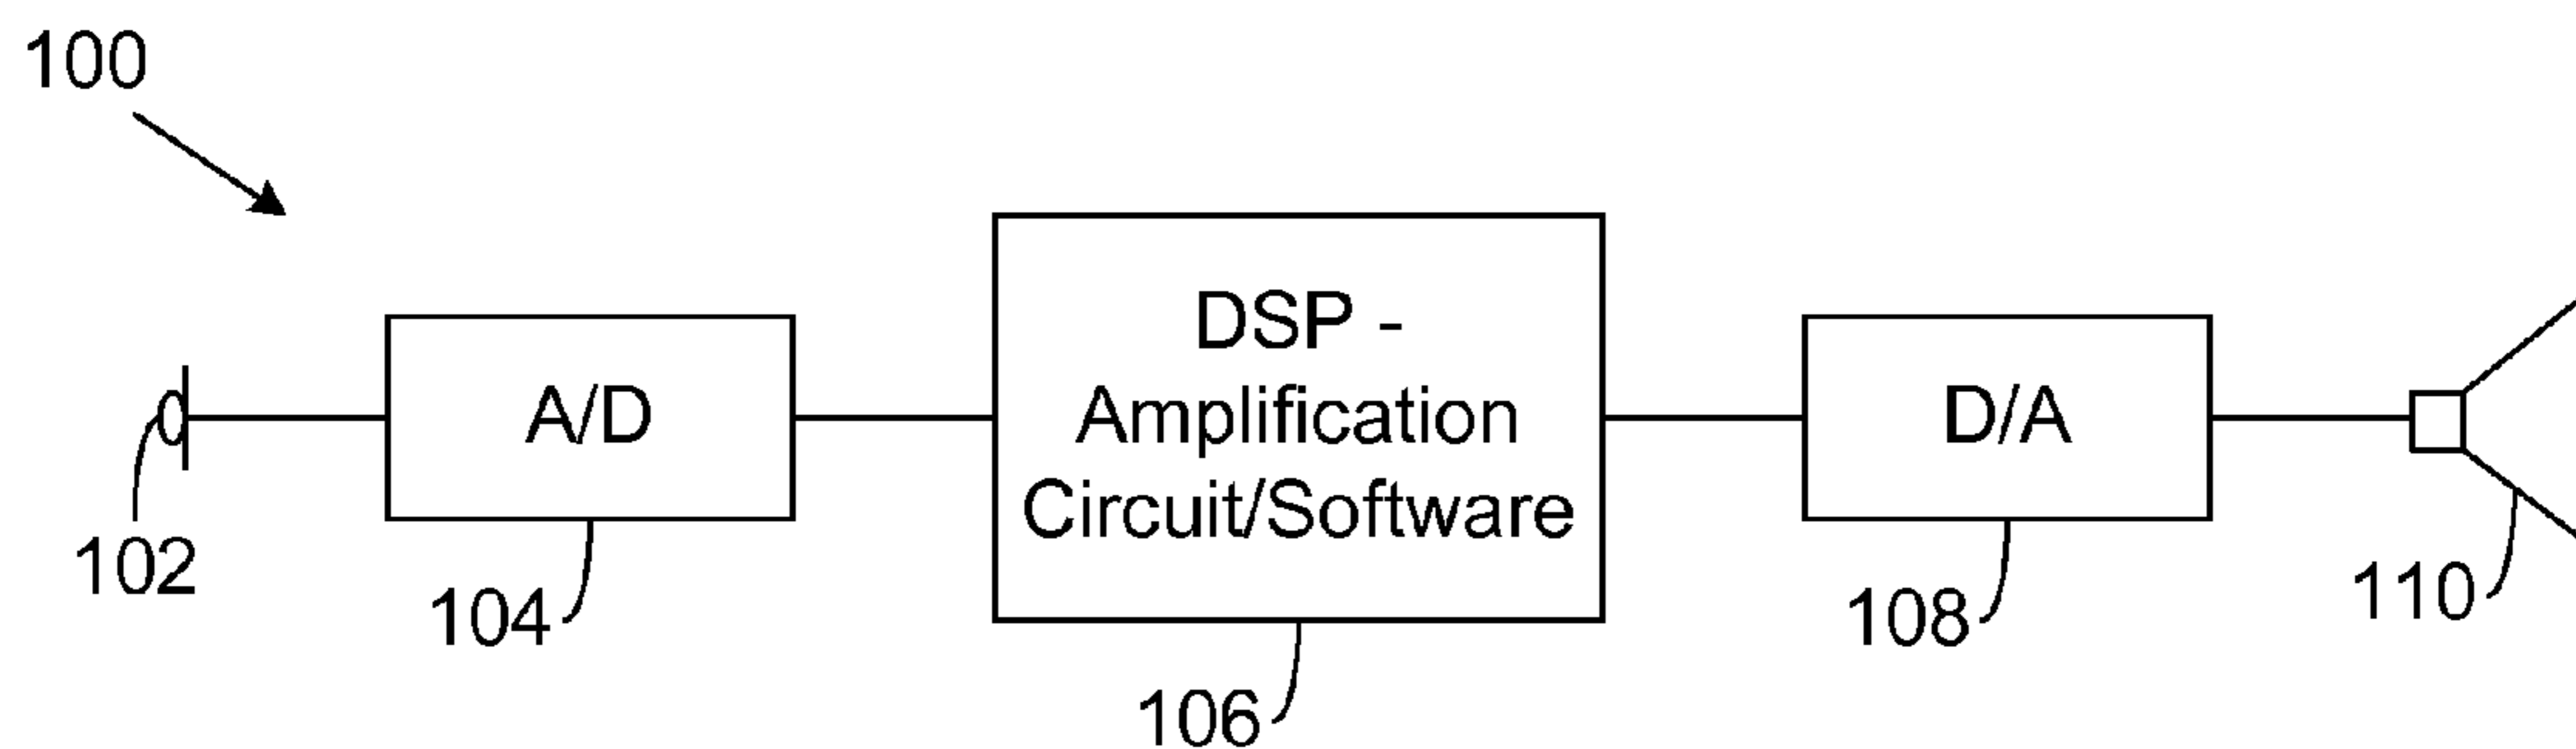 100
A/D
DSP -
Amplification
Circuit/Software
D/A
102
104
106
108
110